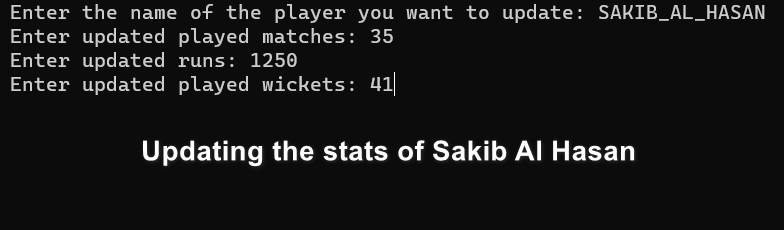 Enter the name of the player you want to update: SAKIB_AL_HASAN
Enter updated played matches: 35
Enter updated runs: 1250
Enter updated played wickets: 41
Updating the stats of Sakib Al Hasan